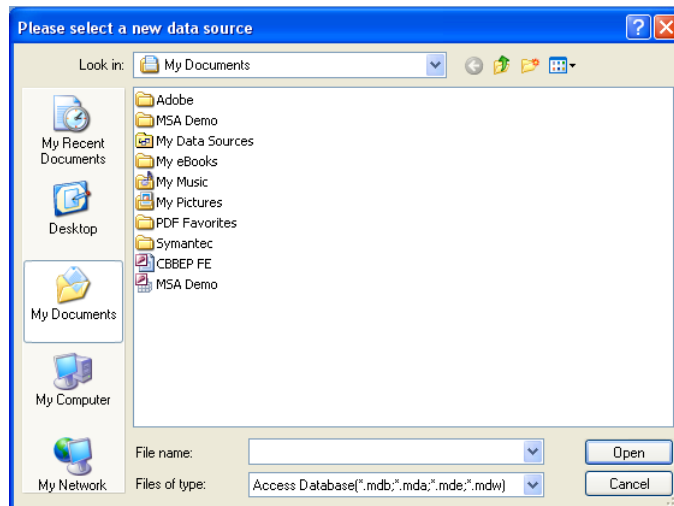 Please select a new data source
Look in: My Documents
My Recent
Documents
Desktop
My Documents
My Computer
My Network
Adobe
MSA Demo
My Data Sources
My eBooks
My Music
My Pictures
PDF Favorites
Symantec
CBBEP FE
MSA Demo
File name:
Open
Files of type: Access Database(*.mdb;*.mda;*.mde;*.mdw)
Cancel